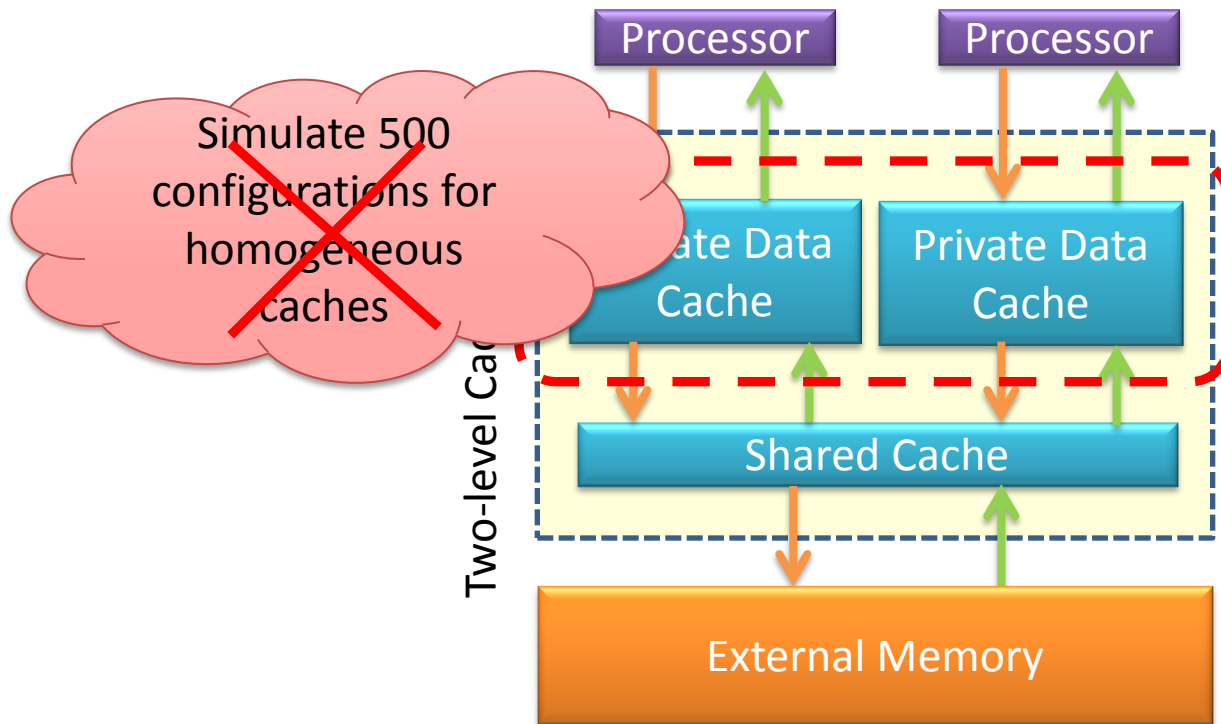 Processor
Processor
Simulate 500
configurations for
homogeneous
caches
ate Data
Cache
Private Data
Cache
Two-level Cac
Shared Cache
External Memory